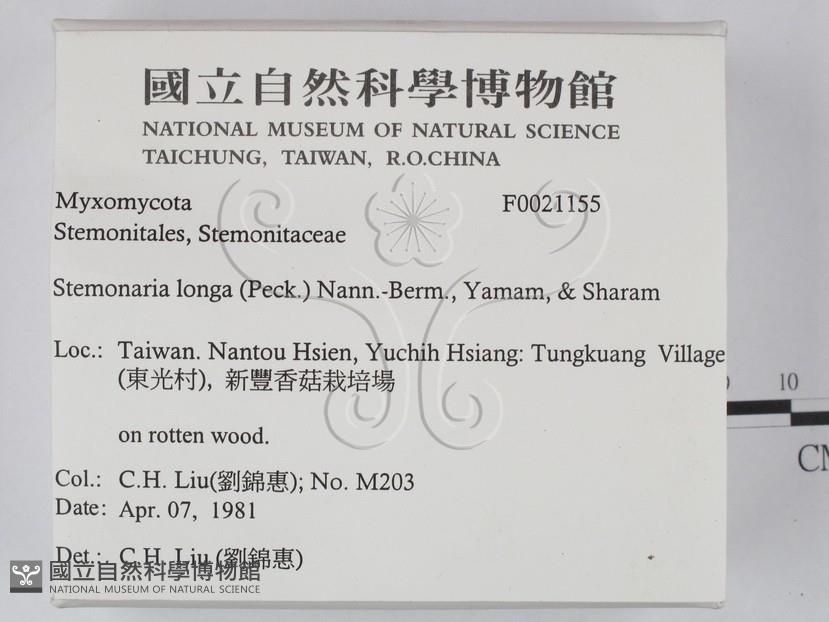 國立自然科學博物館
NATIONAL MUSEUM OF NATURAL SCIENCE
TAICHUNG, TAIWAN, R.O.CHINA
Myxomycota F0021155
Stemonitales, Stemonitaceae
Stemonaria longa (Peck.) Nann.-Berm., Yamam, & Sharam
Loc.: Taiwan. Nantou Hsien, Yuchih Hsiang: Tungkuang Village
(東光村), 新豐香菇栽培場
on rotten wood.
Col.: C.H. Liu(劉錦惠); No. M203
Date: Apr. 07, 1981
Det.: C.H. Liu (劉錦惠)
國立自然科學博物館
NATIONAL MUSEUM OF NATURAL SCIENCE
10
CM